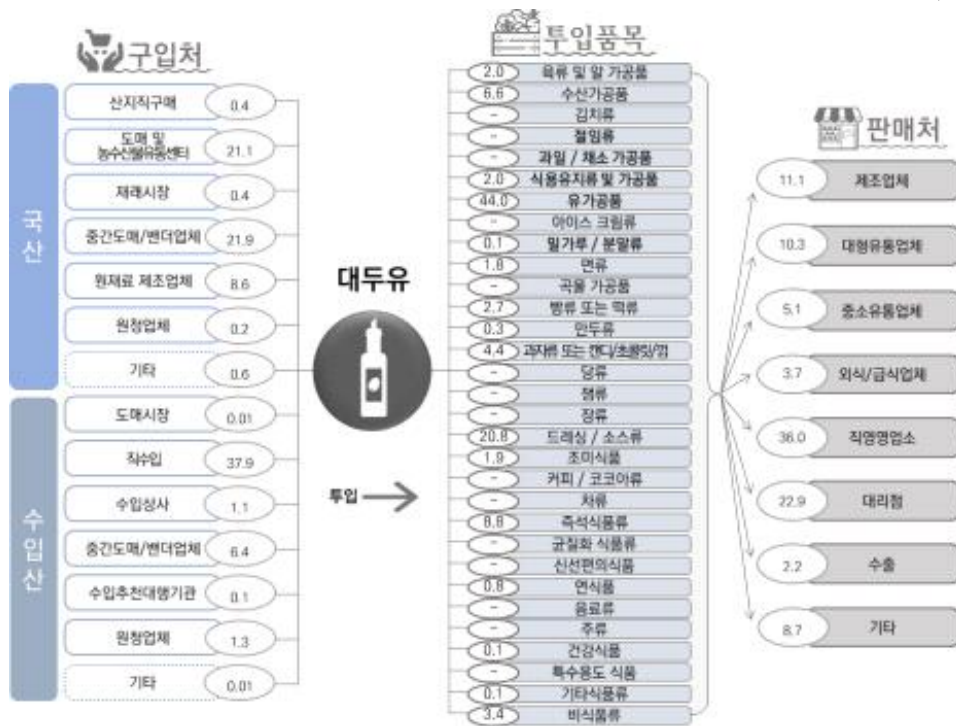 구입처
국산
산지직구매 0.4
도매 및
농수산물유통센터 21.1
재래시장 0.4
중간도매/밴더업체 21.9
원재료 제조업체 8.6
원청업체 0.2
기타 0.6
수입산
도매시장 0.01
직수입 37.9
수입상사 1.1
중간도매/밴더업체 6.4
수입추천대행기관 0.1
원청업체 1.3
기타 0.01
대두유
투입
투입품목
2.0 육류 및 알 가공품
6.6 수산가공품
- 김치류
- 절임류
- 과일 / 채소 가공품
2.0 식용유지류 및 가공품
44.0 유가공품
- 아이스 크림류
0.1 밀가루 / 분말류
1.8 면류
- 곡물 가공품
2.7 빵류 또는 떡류
0.3 만두류
4.4 과자류 또는 캔디/초콜릿/껌
- 당류
- 잼류
- 장류
20.8 드레싱 / 소스류
1.9 조미식품
- 커피 / 코코아류
- 차류
8.8 즉석식품류
- 균질화 식품류
- 신선편의식품
0.8 연식품
- 음료류
- 주류
0.1 건강식품
- 특수용도 식품
0.1 기타식품류
3.4 비식품류
판매처
11.1 제조업체
10.3 대형유통업체
5.1 중소유통업체
3.7 외식/급식업체
36.0 직영영업소
22.9 대리점
2.2 수출
8.7 기타